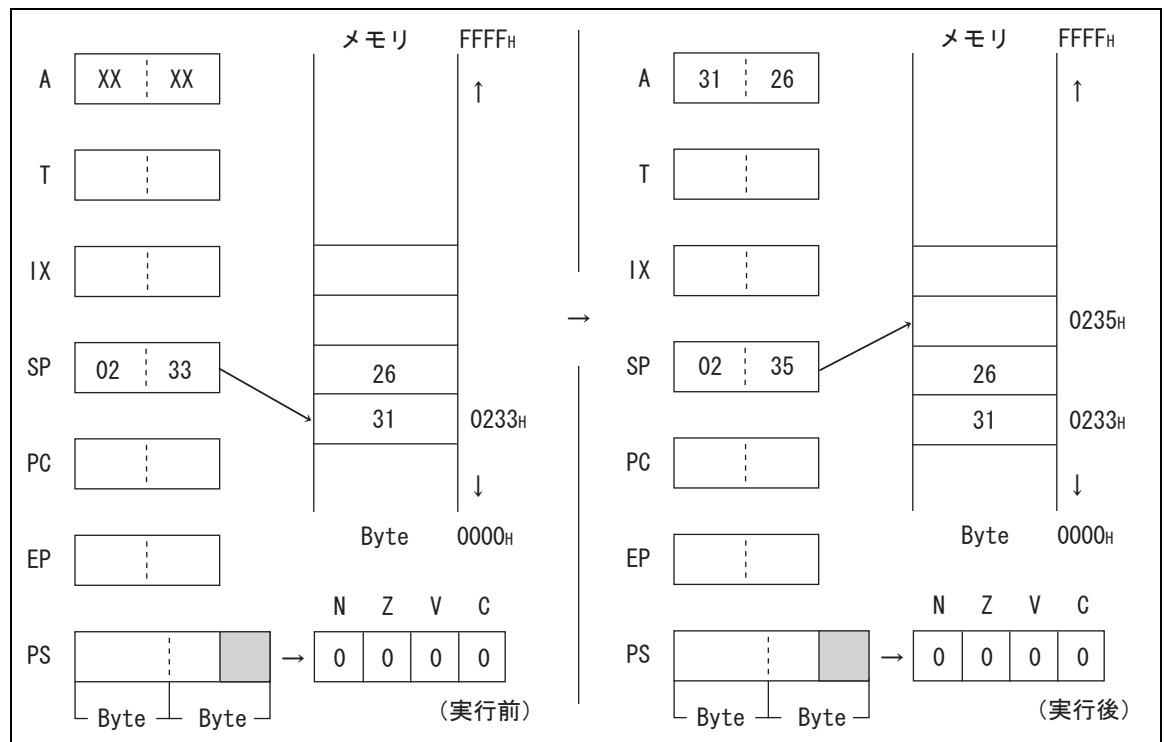 メモリ FFFFH
A XX XX
↑
T
IX
SP 02 33
26
31 0233H
PC
↓
Byte 0000H
EP
N Z V C
PS → 0 0 0 0
Byte Byte (実行前)
→
メモリ FFFFH
A 31 26
↑
T
IX
0235H
SP 02 35
26
31 0233H
PC
↓
Byte 0000H
EP
N Z V C
PS → 0 0 0 0
Byte Byte (実行後)